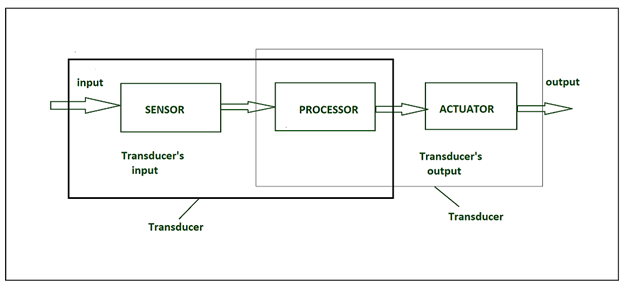 input
output
SENSOR
PROCESSOR
ACTUATOR
Transducer's
input
Transducer's
output
Transducer
Transducer